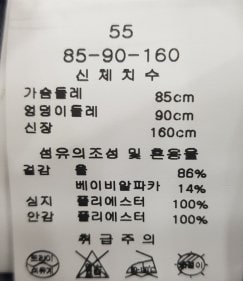 55
85-90-160
신체치수
가슴둘레 85cm
엉덩이둘레 90cm
신장 160cm
섬유의조성 및 혼용율
겉감 울 86%
베이비알파카 14%
심지 폴리에스터 100%
안감 폴리에스터 100%
취급주의
드라이